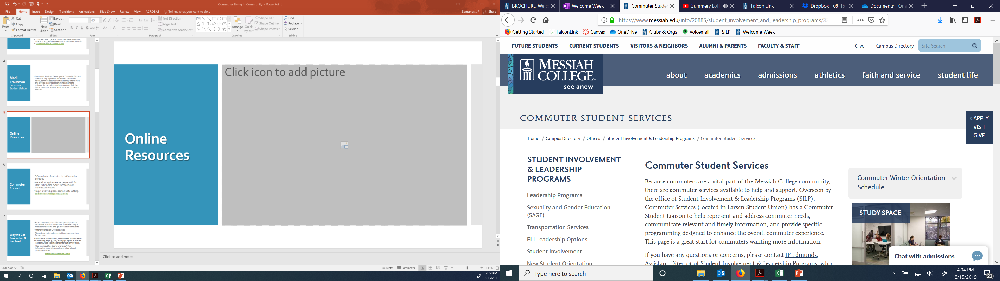 Commuter Living In Community - PowerPoint
File Home Insert Design Transitions Animations Slide Show Review View ACROBAT Tell me what you want to do... Edmunds, JP Share
Paste
Cut
Copy
Format Painter
Clipboard
New
Slide
Layout
Reset
Section
Slides
40
B I U S abc AV Aa A
Font
Text Direction
Align Text
Convert to SmartArt
Paragraph
Arrange
Quick
Styles
Shape Fill
Shape Outline
Shape Effects
Drawing
Find
Replace
Select
Editing
You can also direct general commuter related questions,
concerns or suggestions via e-mail to Commuter Services
at commuterservices@messiah.edu
4
Madi
Trautman
Commuter
Student Liaison
Commuter Services offers a special Commuter Student
Liaison to help represent and address commuter
needs, communicate relevant and timely information,
and provide specific programming designed to
enhance the overall commuter experience. Cate is a
fellow commuter student and is in her second year at
Messiah.
5
Online
Resources
6
Commuter
Council
SGA dedicates funds directly to Commuter
Students
We are looking for creative people with fun
ideas to help plan events for specifically
Commuter Students
To get involved, please contact Cate Cutting
commuterservices@messiah.edu
7
Ways to Get
Connected &
Involved
As a commuter student, it sometimes takes a little
more work to make connections. The easiest way to
meet other students is to get involved in campus life.
Attend Orientation Group activities.
Student-run clubs and organizations have something
for everyone!
Come to the Student Club, Involvement & Service Fair
on Thursday, Sept. 5, 2017 from 5:30-8 p.m. at Larsen
Student Union to get all the information you need.
Also, check out Rec Sports where you'll find
information about intramurals and other related
physical activities:
www.messiah.edu/recsports
Online
Resources
Click icon to add picture
Click to add notes
Slide 5 of 22
Notes Comments 111%
4:04 PM
8/15/2019
BROCHURE_Welc
Welcome Week
Commuter Studen
Summery Lofi
Falcon Link
Dropbox - 08-15-
Documents - One
https://www.messiah.edu/info/20885/student_involvement_and_leadership_programs/3
Getting Started FalconLink Canvas OneDrive Clubs & Orgs Voicemail SILP Welcome Week
FUTURE STUDENTS CURRENT STUDENTS VISITORS & NEIGHBORS ALUMNI & PARENTS FACULTY & STAFF Give Campus Directory Site Search
MESSIAH
COLLEGE
see anew
about academics admissions athletics faith and service student life
COMMUTER STUDENT SERVICES
< APPLY
VISIT
GIVE
Home / Campus Directory / Offices / Student Involvement & Leadership Programs / Commuter Student Services
STUDENT INVOLVEMENT
& LEADERSHIP
PROGRAMS
Leadership Programs
Sexuality and Gender Education
(SAGE)
Transportation Services
ELI Leadership Options
Student Involvement
New Student Orientation
Commuter Student Services
Because commuters are a vital part of the Messiah College community,
there are commuter services available to help and support. Overseen by
the office of Student Involvement & Leadership Programs (SILP),
Commuter Services (located in Larsen Student Union) has a Commuter
Student Liaison to help represent and address commuter needs,
communicate relevant and timely information, and provide specific
programming designed to enhance the overall commuter experience.
This page is a great start for commuters wanting more information.
If you have any questions or concerns, please contact JP Edmunds,
Assistant Director of Student Involvement & Leadership Programs, who
Commuter Winter Orientation
Schedule
STUDY SPACE
Chat with admissions
Type here to search
4:04 PM
8/15/2019
22